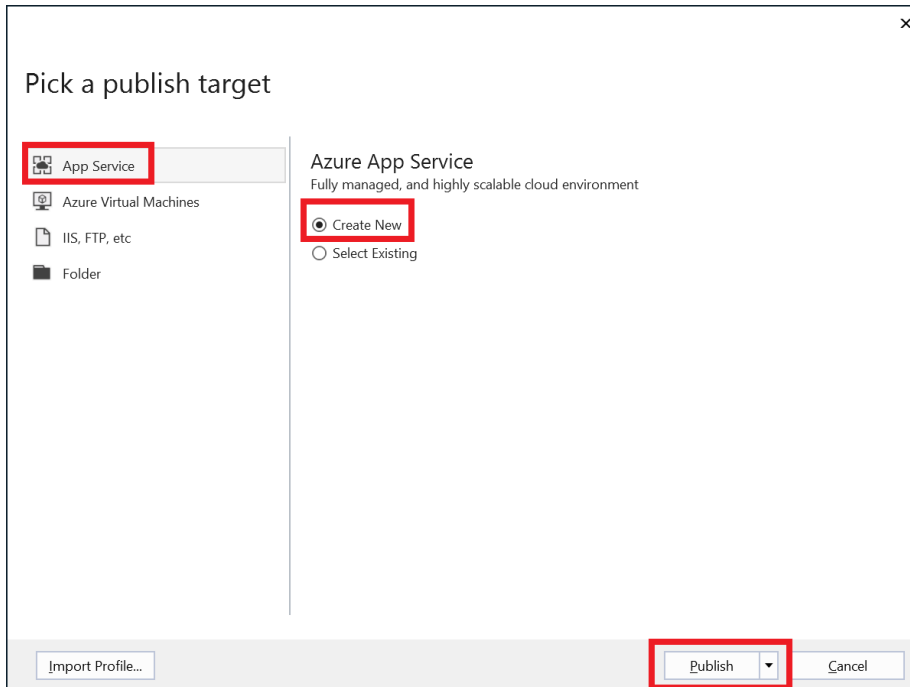 Pick a publish target
App Service
Azure Virtual Machines
IIS, FTP, etc
Folder
Azure App Service
Fully managed, and highly scalable cloud environment
Create New
Select Existing
Import Profile...
Publish
Cancel